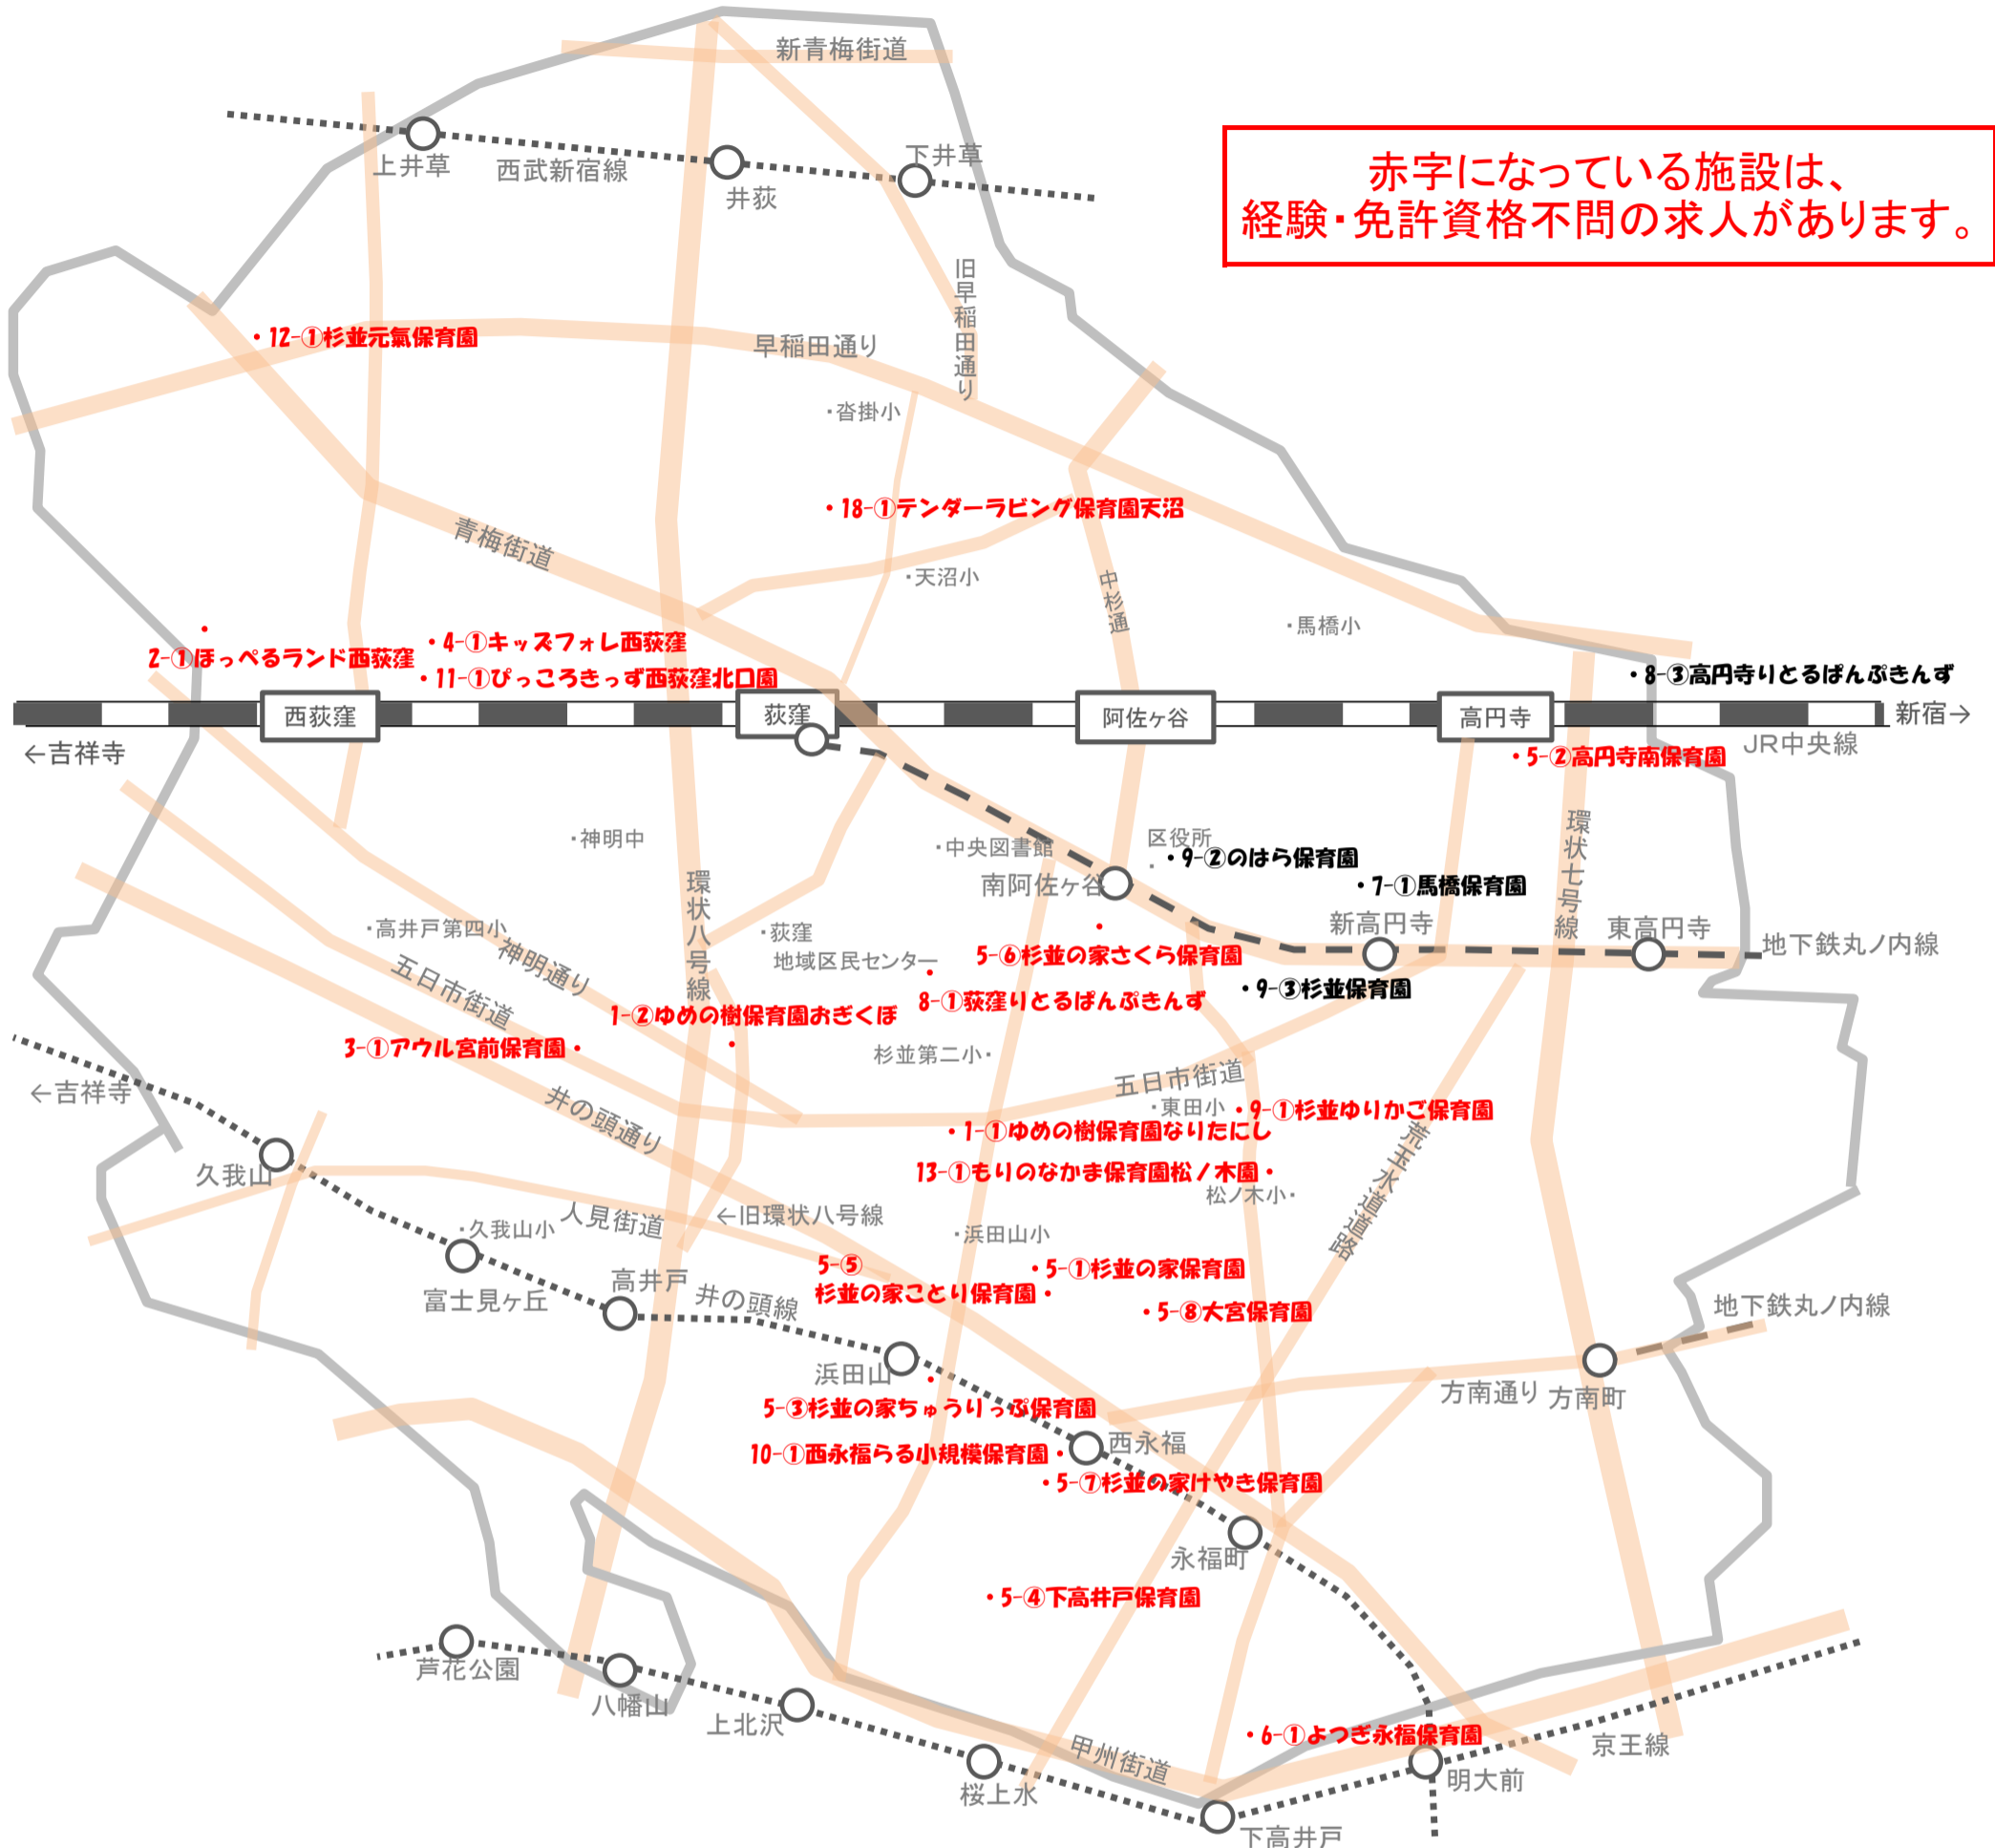 新青梅街道
上井草
西武新宿線
井荻
下井草
赤字になっている施設は、
経験・免許資格不問の求人があります。
旧早稲田通り
・12-①杉並元氣保育園
早稲田通り
・沓掛小
・18-①テンダーラビング保育園天沼
青梅街道
・天沼小
中杉通
・馬橋小
・4-①キッズフォレ西荻窪
2-①ほっぺるランド西荻窪
・11-①ぴっころきっず西荻窪北口園
・8-③高円寺りとるぱんぷきんず
西荻窪
荻窪
阿佐ヶ谷
高円寺
新宿→
←吉祥寺
JR中央線
・5-②高円寺南保育園
・神明中
・中央図書館
区役所
・9-②のはら保育園
環状七号線
南阿佐ヶ谷
・7-①馬橋保育園
環状八号線
・高井戸第四小
・荻窪
地域区民センター
新高円寺
東高円寺
地下鉄丸ノ内線
神明通り
五日市街道
5-⑥杉並の家さくら保育園
・9-③杉並保育園
8-①荻窪りとるぱんぷきんず
1-②ゆめの樹保育園おぎくぼ
3-①アウル宮前保育園・
杉並第二小・
←吉祥寺
五日市街道
井の頭通り
・東田小
・9-①杉並ゆりかご保育園
・1-①ゆめの樹保育園なりたにし
荒玉水道道路
13-①もりのなかま保育園松ノ木園・
久我山
松ノ木小・
・久我山小
人見街道
←旧環状八号線
・浜田山小
5-⑤
杉並の家ことり保育園・
・5-①杉並の家保育園
高井戸
井の頭線
富士見ヶ丘
・5-⑧大宮保育園
地下鉄丸ノ内線
浜田山
方南通り
方南町
5-③杉並の家ちゅうりっぷ保育園
西永福
10-①西永福らる小規模保育園・
・5-⑦杉並の家けやき保育園
永福町
・5-④下高井戸保育園
芦花公園
八幡山
上北沢
・6-①よつぎ永福保育園
甲州街道
京王線
桜上水
明大前
下高井戸